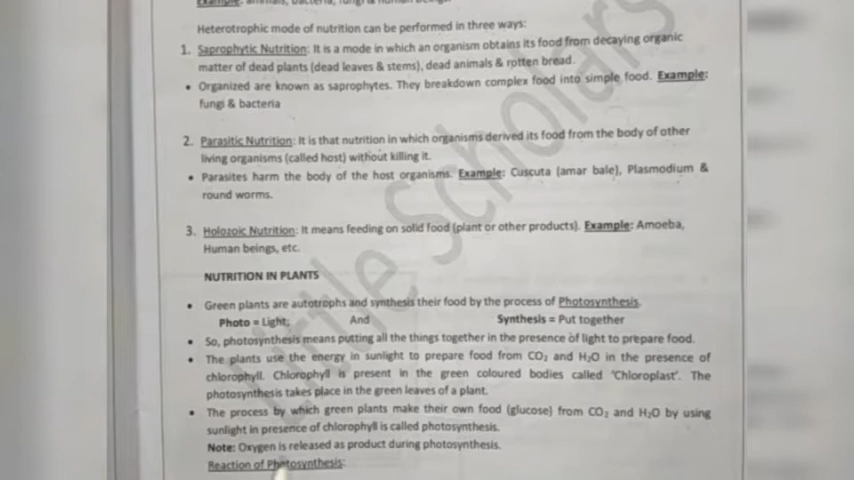 Example: animals, bacteria, fungi & human being.
Heterotrophic mode of nutrition can be performed in three ways:
1. Saprophytic Nutrition: It is a mode in which an organism obtains its food from decaying organic
matter of dead plants (dead leaves & stems), dead animals & rotten bread.
• Organized are known as saprophytes. They breakdown complex food into simple food. Example:
fungi & bacteria
2. Parasitic Nutrition: It is that nutrition in which organisms derived its food from the body of other
living organisms (called host) without killing it.
• Parasites harm the body of the host organisms. Example: Cuscuta (amar bale), Plasmodium &
round worms.
3. Holozoic Nutrition: It means feeding on solid food (plant or other products). Example: Amoeba,
Human beings, etc.
NUTRITION IN PLANTS
• Green plants are autotrophs and synthesis their food by the process of Photosynthesis.
Photo = Light; And Synthesis = Put together
• So, photosynthesis means putting all the things together in the presence of light to prepare food.
• The plants use the energy in sunlight to prepare food from CO₂ and H₂O in the presence of
chlorophyll. Chlorophyll is present in the green coloured bodies called 'Chloroplast'. The
photosynthesis takes place in the green leaves of a plant.
• The process by which green plants make their own food (glucose) from CO₂ and H₂O by using
sunlight in presence of chlorophyll is called photosynthesis.
Note: Oxygen is released as product during photosynthesis.
Reaction of Photosynthesis:
Little Scholars